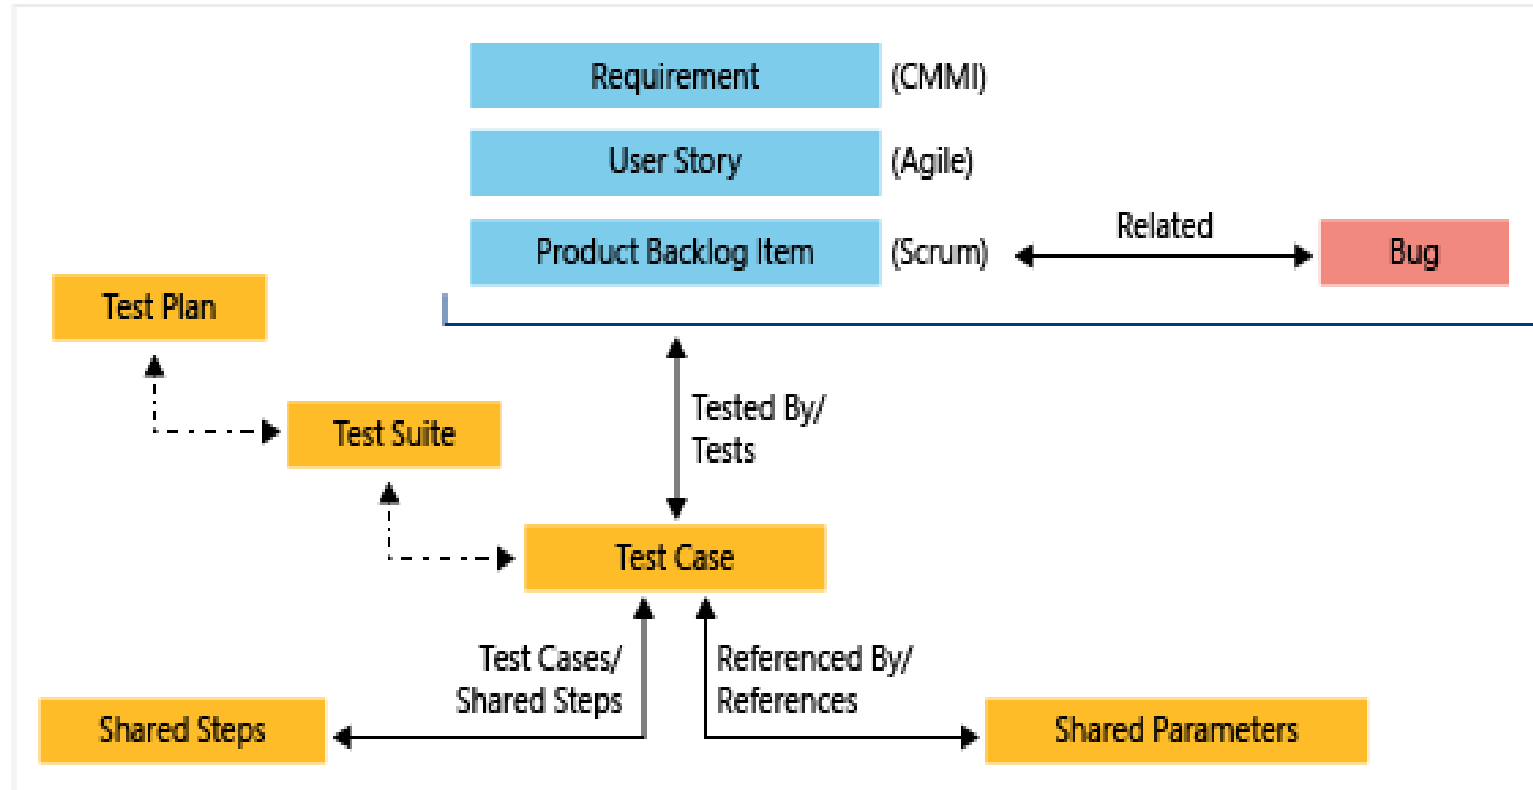 Requirement (CMMI)
User Story (Agile)
Related
Product Backlog Item (Scrum) Bug
Test Plan
Tested By/
Tests
Test Suite
Test Case
Test Cases/
Shared Steps
Referenced By/
References
Shared Steps
Shared Parameters